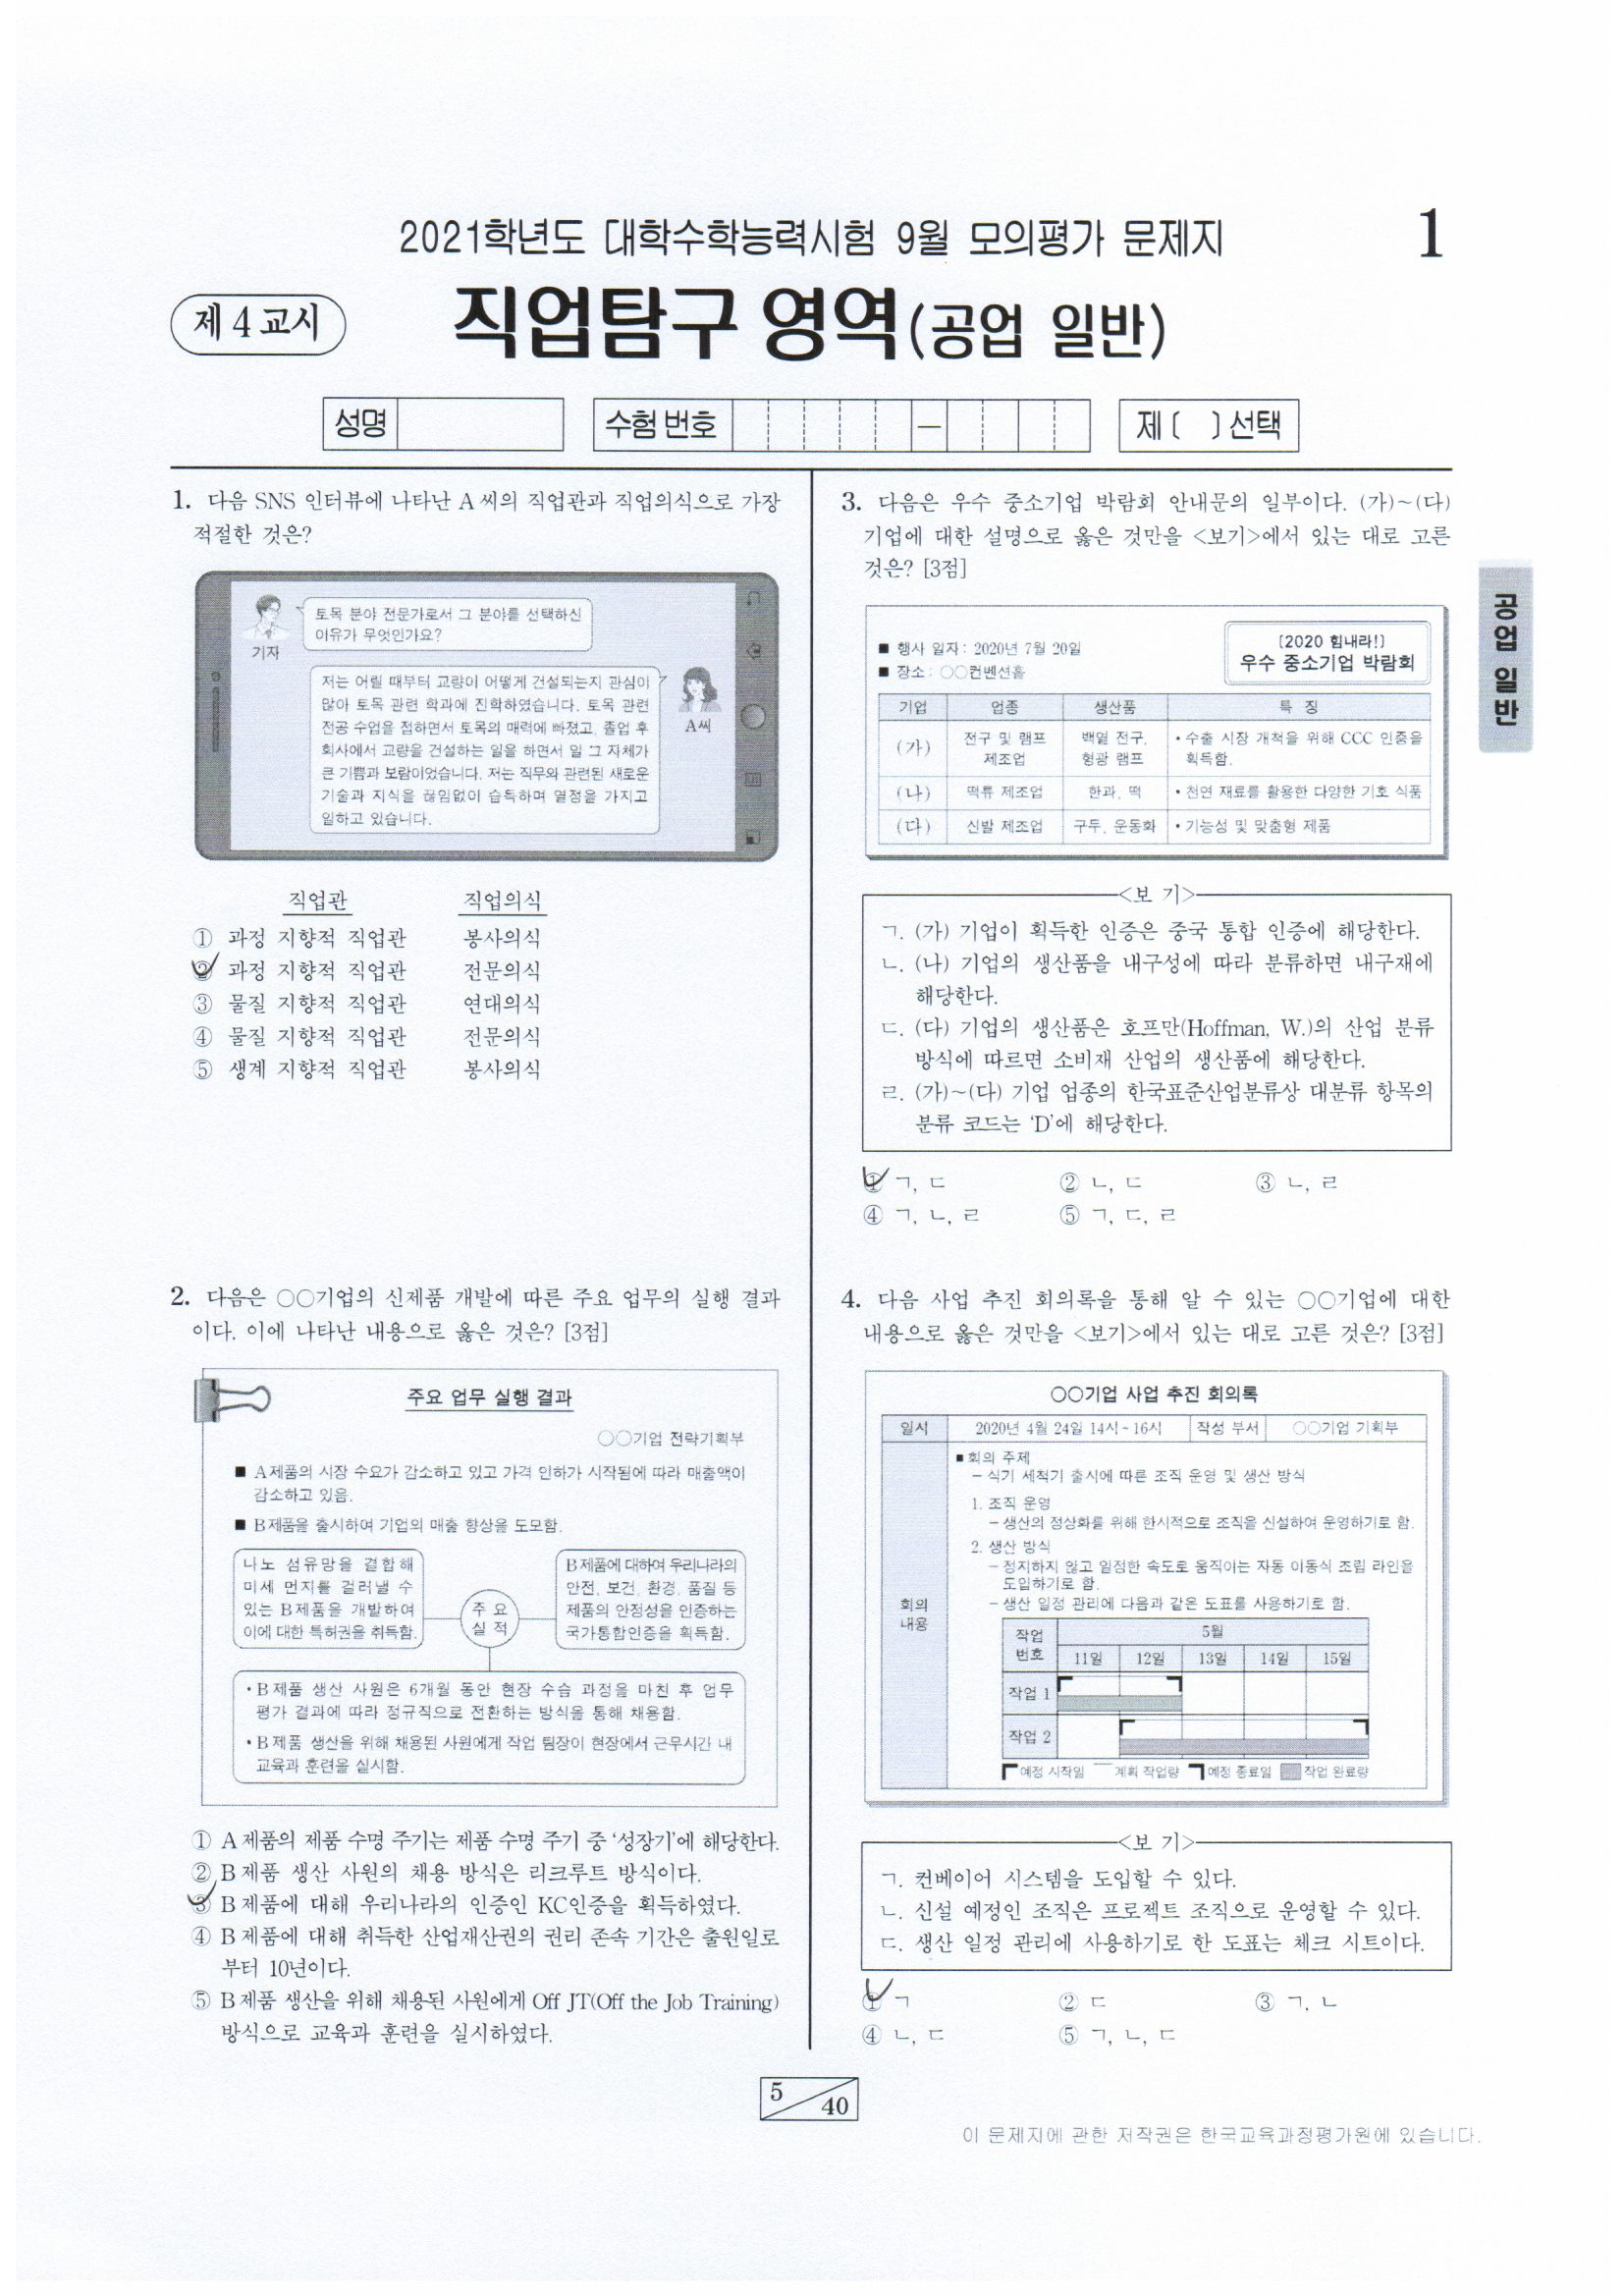 2021학년도 대학수학능력시험 9월 모의평가 문제지
1
제 4 교시
직업탐구 영역(공업 일반)
성명
수험 번호
—
제 [ ] 선택
공업 일반
1. 다음 SNS 인터뷰에 나타난 A 씨의 직업관과 직업의식으로 가장
적절한 것은?
토목 분야 전문가로서 그 분야를 선택하신
이유가 무엇인가요?
기자
저는 어릴 때부터 교량이 어떻게 건설되는지 관심이
많아 토목 관련 학과에 진학하였습니다. 토목 관련
전공 수업을 접하면서 토목의 매력에 빠졌고, 졸업 후
회사에서 교량을 건설하는 일을 하면서 일 그 자체가
큰 기쁨과 보람이었습니다. 저는 직무와 관련된 새로운
기술과 지식을 끊임없이 습득하며 열정을 가지고
일하고 있습니다.
A씨
직업관 직업의식
① 과정 지향적 직업관 봉사의식
② 과정 지향적 직업관 전문의식
③ 물질 지향적 직업관 연대의식
④ 물질 지향적 직업관 전문의식
⑤ 생계 지향적 직업관 봉사의식
2. 다음은 ○○기업의 신제품 개발에 따른 주요 업무의 실행 결과
이다. 이에 나타난 내용으로 옳은 것은? [3점]
주요 업무 실행 결과
○○기업 전략기획부
■ A제품의 시장 수요가 감소하고 있고 가격 인하가 시작됨에 따라 매출액이
감소하고 있음.
■ B제품을 출시하여 기업의 매출 향상을 도모함.
나노 섬유망을 결합해
미세 먼지를 걸러낼 수
있는 B제품을 개발하여
이에 대한 특허권을 취득함.
주 요
실 적
B제품에 대하여 우리나라의
안전, 보건, 환경, 품질 등
제품의 안정성을 인증하는
국가통합인증을 획득함.
• B제품 생산 사원은 6개월 동안 현장 수습 과정을 마친 후 업무
평가 결과에 따라 정규직으로 전환하는 방식을 통해 채용함.
• B제품 생산을 위해 채용된 사원에게 작업 팀장이 현장에서 근무시간 내
교육과 훈련을 실시함.
① A제품의 제품 수명 주기는 제품 수명 주기 중 '성장기'에 해당한다.
② B제품 생산 사원의 채용 방식은 리크루트 방식이다.
③ B제품에 대해 우리나라의 인증인 KC인증을 획득하였다.
④ B제품에 대해 취득한 산업재산권의 권리 존속 기간은 출원일로
부터 10년이다.
⑤ B제품 생산을 위해 채용된 사원에게 Off JT(Off the Job Training)
방식으로 교육과 훈련을 실시하였다.
3. 다음은 우수 중소기업 박람회 안내문의 일부이다. (가)~(다)
기업에 대한 설명으로 옳은 것만을 <보기>에서 있는 대로 고른
것은? [3점]
■ 행사 일자: 2020년 7월 20일
■ 장소: ○○컨벤션홀
[2020 힘내라!]
우수 중소기업 박람회
기업 업종 생산품 특 징
(가) 전구 및 램프 제조업 백열 전구, 형광 램프 • 수출 시장 개척을 위해 CCC 인증을 획득함.
(나) 떡류 제조업 한과, 떡 • 천연 재료를 활용한 다양한 기호 식품
(다) 신발 제조업 구두, 운동화 • 기능성 및 맞춤형 제품
<보 기>
ㄱ. (가) 기업이 획득한 인증은 중국 통합 인증에 해당한다.
ㄴ. (나) 기업의 생산품을 내구성에 따라 분류하면 내구재에
해당한다.
ㄷ. (다) 기업의 생산품은 호프만(Hoffman, W.)의 산업 분류
방식에 따르면 소비재 산업의 생산품에 해당한다.
ㄹ. (가)~(다) 기업 업종의 한국표준산업분류상 대분류 항목의
분류 코드는 'D'에 해당한다.
① ㄱ, ㄷ ② ㄴ, ㄷ ③ ㄴ, ㄹ
④ ㄱ, ㄴ, ㄹ ⑤ ㄱ, ㄷ, ㄹ
4. 다음 사업 추진 회의록을 통해 알 수 있는 ○○기업에 대한
내용으로 옳은 것만을 <보기>에서 있는 대로 고른 것은? [3점]
○○기업 사업 추진 회의록
일시 2020년 4월 24일 14시~16시 작성 부서 ○○기업 기획부
회의
내용
■ 회의 주제
- 식기 세척기 출시에 따른 조직 운영 및 생산 방식
1. 조직 운영
- 생산의 정상화를 위해 한시적으로 조직을 신설하여 운영하기로 함.
2. 생산 방식
- 정지하지 않고 일정한 속도로 움직이는 자동 이동식 조립 라인을
도입하기로 함.
- 생산 일정 관리에 다음과 같은 도표를 사용하기로 함.
작업
번호
5월
11일 12일 13일 14일 15일
작업 1
작업 2
예정 시작일 계획 작업량 예정 종료일 작업 완료량
<보 기>
ㄱ. 컨베이어 시스템을 도입할 수 있다.
ㄴ. 신설 예정인 조직은 프로젝트 조직으로 운영할 수 있다.
ㄷ. 생산 일정 관리에 사용하기로 한 도표는 체크 시트이다.
① ㄱ ② ㄷ ③ ㄱ, ㄴ
④ ㄴ, ㄷ ⑤ ㄱ, ㄴ, ㄷ
5
40
이 문제지에 관한 저작권은 한국교육과정평가원에 있습니다.